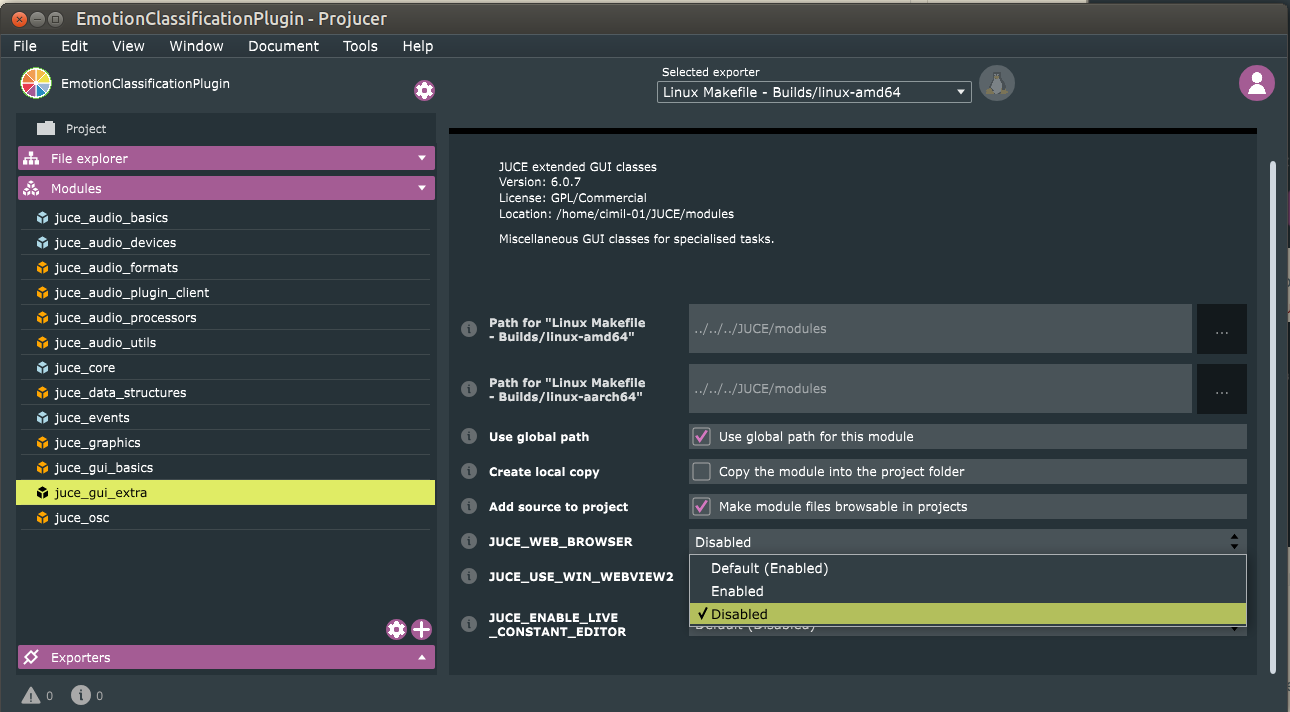 EmotionClassificationPlugin - Projucer
File Edit View Window Document Tools Help
EmotionClassificationPlugin
Selected exporter
Linux Makefile - Builds/linux-amd64
Project
File explorer
Modules
juce_audio_basics
juce_audio_devices
juce_audio_formats
juce_audio_plugin_client
juce_audio_processors
juce_audio_utils
juce_core
juce_data_structures
juce_events
juce_graphics
juce_gui_basics
juce_gui_extra
juce_osc
Exporters
0 0
JUCE extended GUI classes
Version: 6.0.7
License: GPL/Commercial
Location: /home/cimil-01/JUCE/modules
Miscellaneous GUI classes for specialised tasks.
Path for "Linux Makefile
- Builds/linux-amd64"
../../../JUCE/modules
...
Path for "Linux Makefile
- Builds/linux-aarch64"
../../../JUCE/modules
...
Use global path
Use global path for this module
Create local copy
Copy the module into the project folder
Add source to project
Make module files browsable in projects
JUCE_WEB_BROWSER
Disabled
Default (Enabled)
Enabled
Disabled
JUCE_USE_WIN_WEBVIEW2
JUCE_ENABLE_LIVE
_CONSTANT_EDITOR
Default (Disabled)